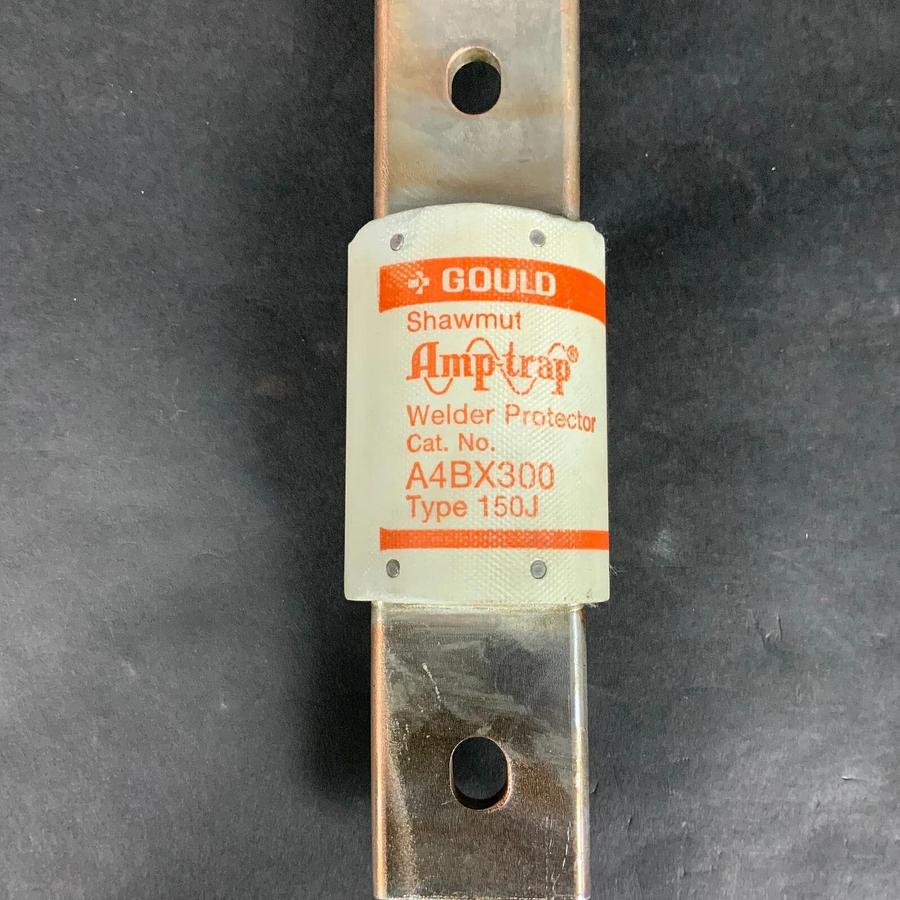 GOULD
Shawmut
Amp-trap®
Welder Protector
Cat. No.
A4BX300
Type 150J